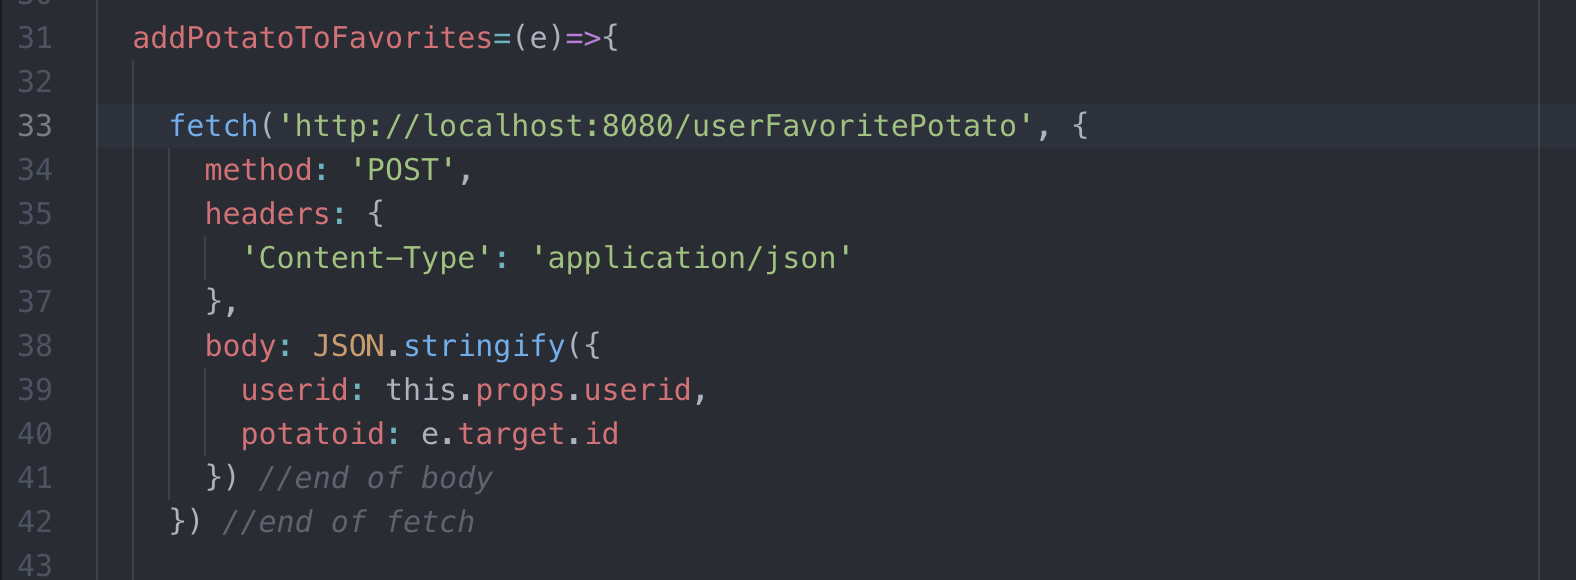 31 addPotatoToFavorites=(e)=>{
32
33 fetch('http://localhost:8080/userFavoritePotato', {
34 method: 'POST',
35 headers: {
36 'Content-Type': 'application/json'
37 },
38 body: JSON.stringify({
39 userid: this.props.userid,
40 potatoid: e.target.id
41 }) //end of body
42 }) //end of fetch
43